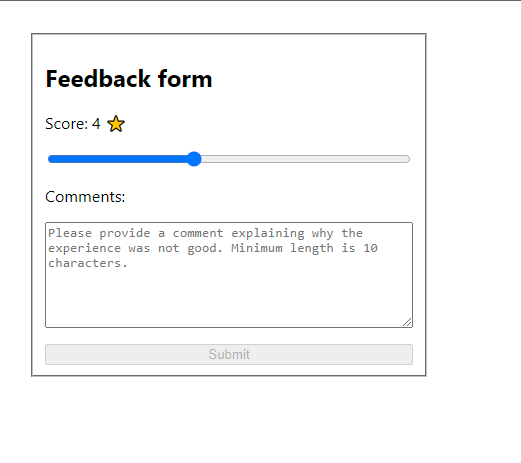 Feedback form
Score: 4 ⭐
Comments:
Please provide a comment explaining why the
experience was not good. Minimum length is 10
characters.
Submit